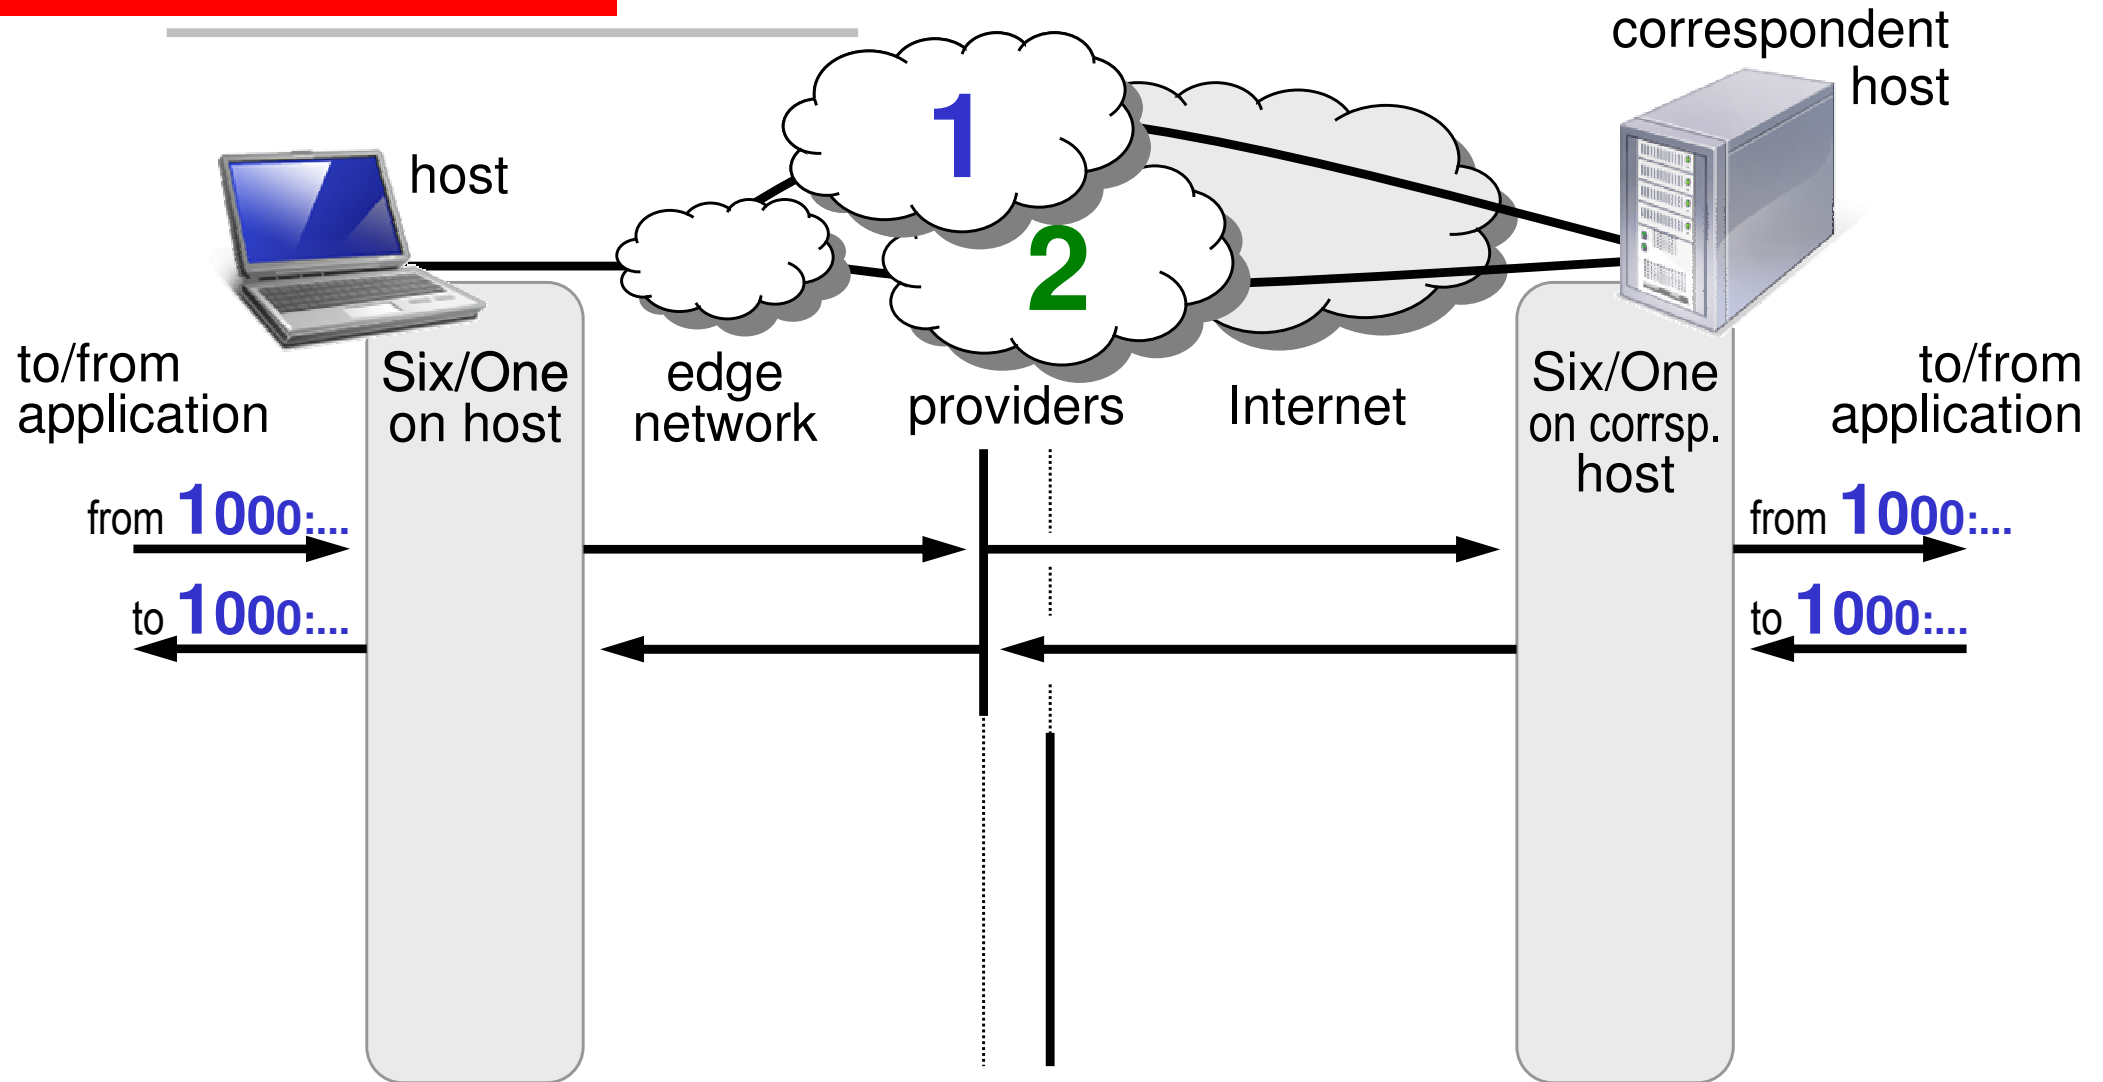 correspondent
host
host
1
2
to/from
application
Six/One
on host
edge
network
providers
Internet
Six/One
on corrsp.
host
to/from
application
from 1000:...
from 1000:...
to 1000:...
to 1000:...